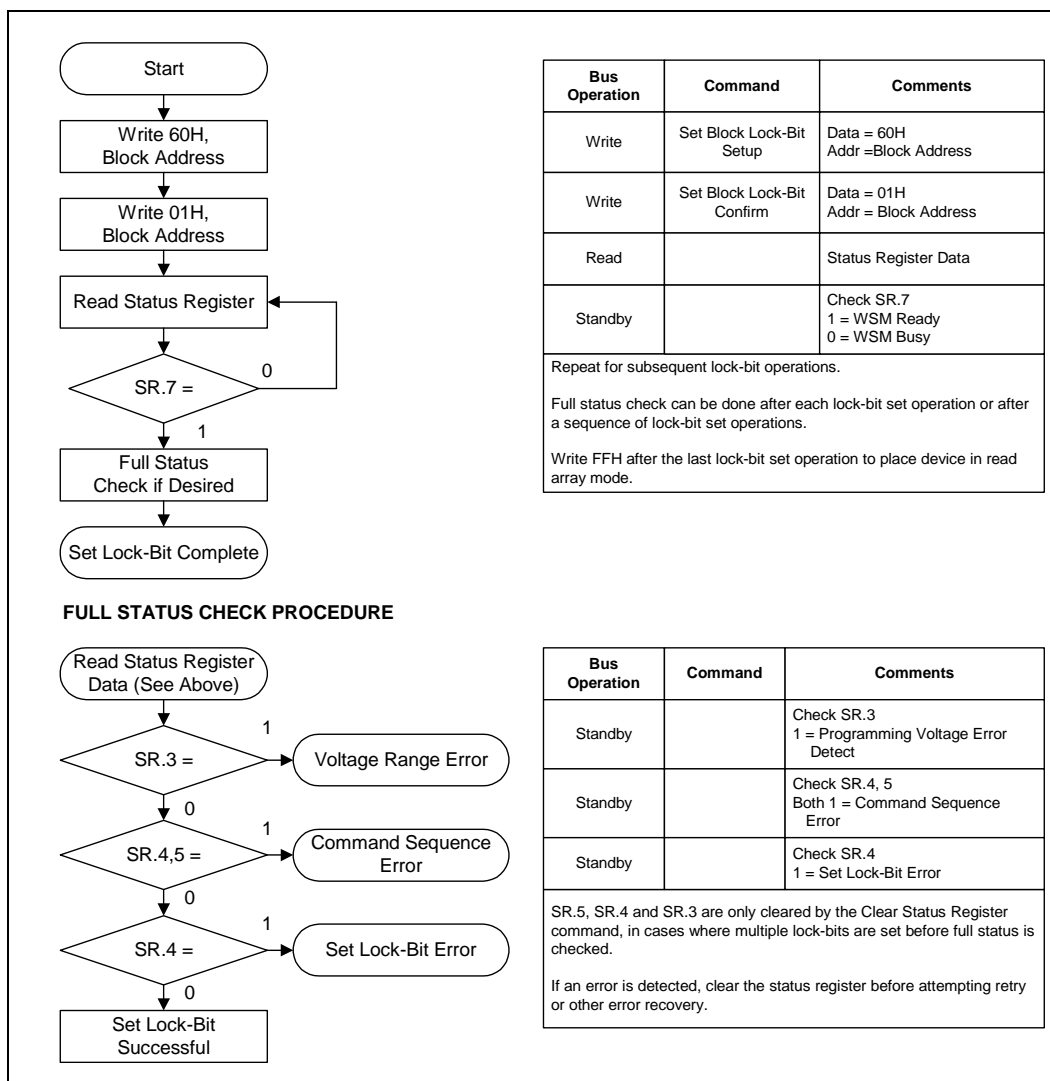 Start
Write 60H,
Block Address
Write 01H,
Block Address
Read Status Register
SR.7 =
0
1
Full Status
Check if Desired
Set Lock-Bit Complete
Bus
Operation
Command
Comments
Write
Set Block Lock-Bit
Setup
Data = 60H
Addr =Block Address
Write
Set Block Lock-Bit
Confirm
Data = 01H
Addr = Block Address
Read
Status Register Data
Standby
Check SR.7
1 = WSM Ready
0 = WSM Busy
Repeat for subsequent lock-bit operations.
Full status check can be done after each lock-bit set operation or after
a sequence of lock-bit set operations.
Write FFH after the last lock-bit set operation to place device in read
array mode.
FULL STATUS CHECK PROCEDURE
Read Status Register
Data (See Above)
SR.3 =
1
Voltage Range Error
0
SR.4,5 =
1
Command Sequence
Error
0
SR.4 =
1
Set Lock-Bit Error
0
Set Lock-Bit
Successful
Bus
Operation
Command
Comments
Standby
Check SR.3
1 = Programming Voltage Error
Detect
Standby
Check SR.4, 5
Both 1 = Command Sequence
Error
Standby
Check SR.4
1 = Set Lock-Bit Error
SR.5, SR.4 and SR.3 are only cleared by the Clear Status Register
command, in cases where multiple lock-bits are set before full status is
checked.
If an error is detected, clear the status register before attempting retry
or other error recovery.